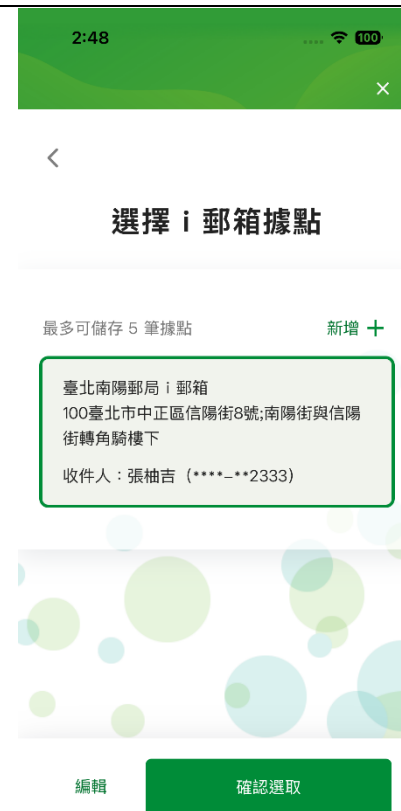 2:48
100
選擇 i 郵箱據點
最多可儲存 5 筆據點
新增 +
臺北南陽郵局 i 郵箱
100臺北市中正區信陽街8號;南陽街與信陽
街轉角騎樓下
收件人：張柚吉（****-**2333）
編輯
確認選取